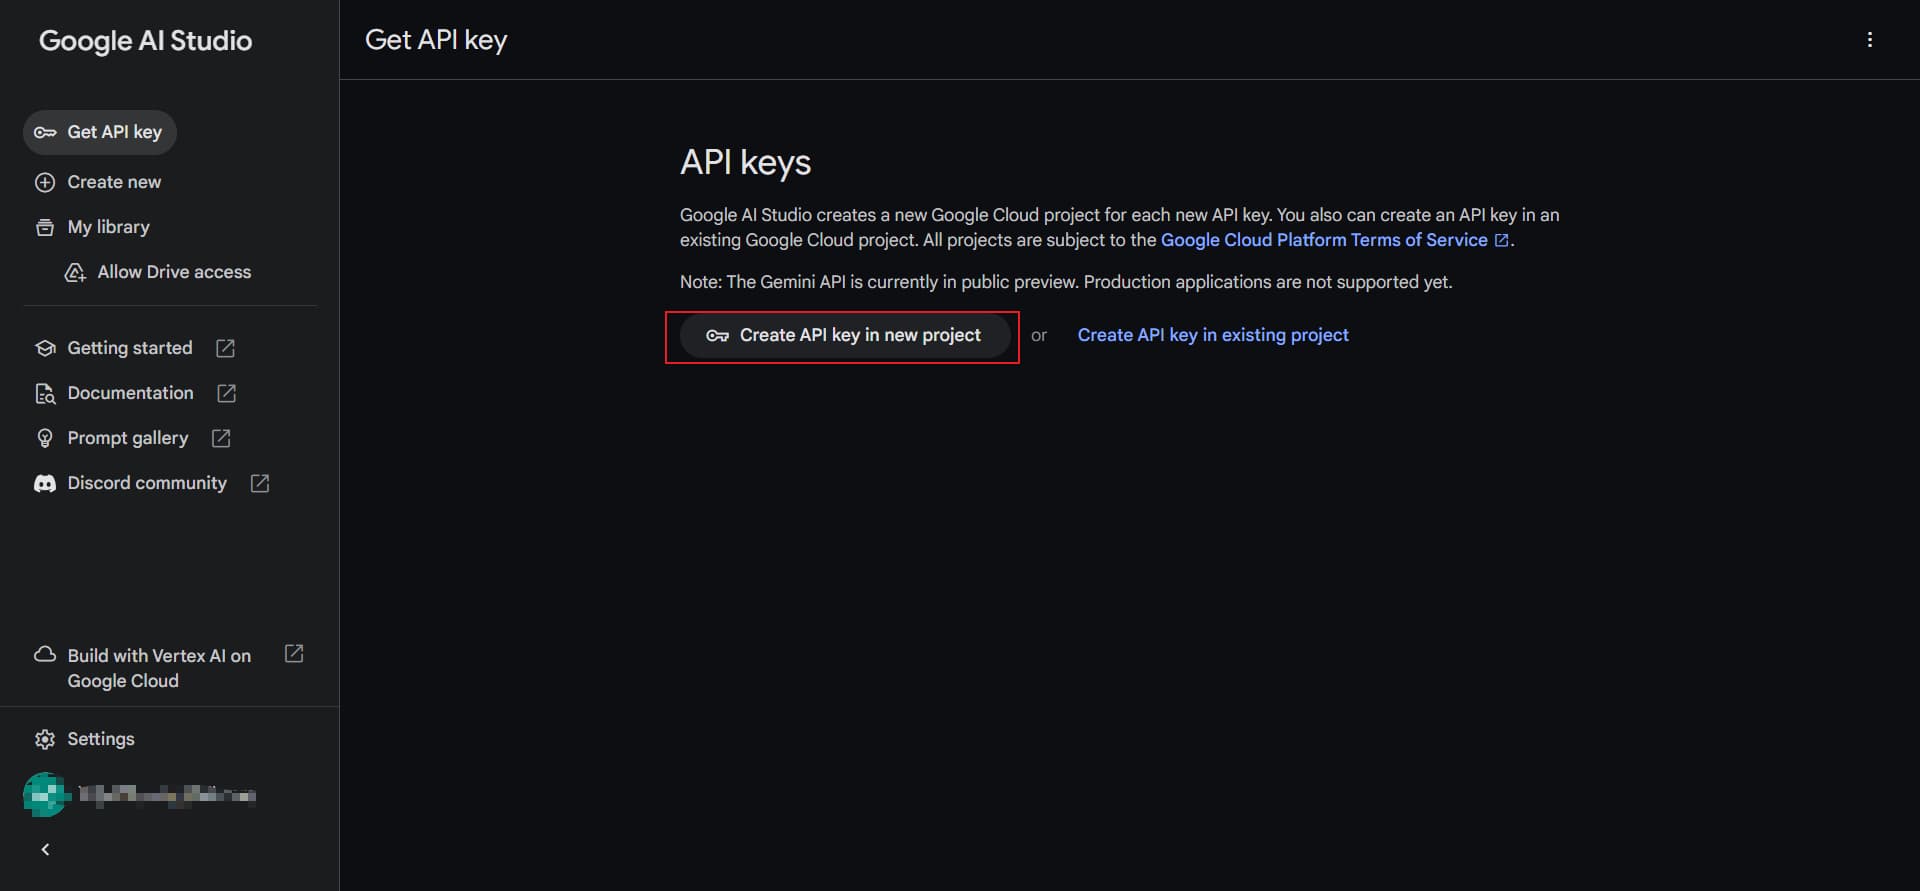 Google AI Studio
Get API key
Create new
My library
Allow Drive access
Getting started
Documentation
Prompt gallery
Discord community
Build with Vertex AI on
Google Cloud
Settings
Get API key
API keys
Google AI Studio creates a new Google Cloud project for each new API key. You also can create an API key in an
existing Google Cloud project. All projects are subject to the Google Cloud Platform Terms of Service.
Note: The Gemini API is currently in public preview. Production applications are not supported yet.
Create API key in new project or Create API key in existing project